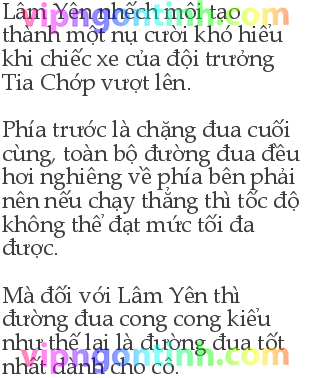 Lâm Yên nhếch môi tạo
thành một nụ cười khó hiểu
khi chiếc xe của đội trưởng
Tia Chớp vượt lên.
Phía trước là chặng đua cuối
cùng, toàn bộ đường đua đều
hơi nghiêng về phía bên phải
nên nếu chạy thẳng thì tốc độ
không thể đạt mức tối đa
được.
Mà đối với Lâm Yên thì
đường đua cong cong kiểu
như thế lại là đường đua tốt
nhất dành cho cô.
vipngontinh.com
vipngontinh.com